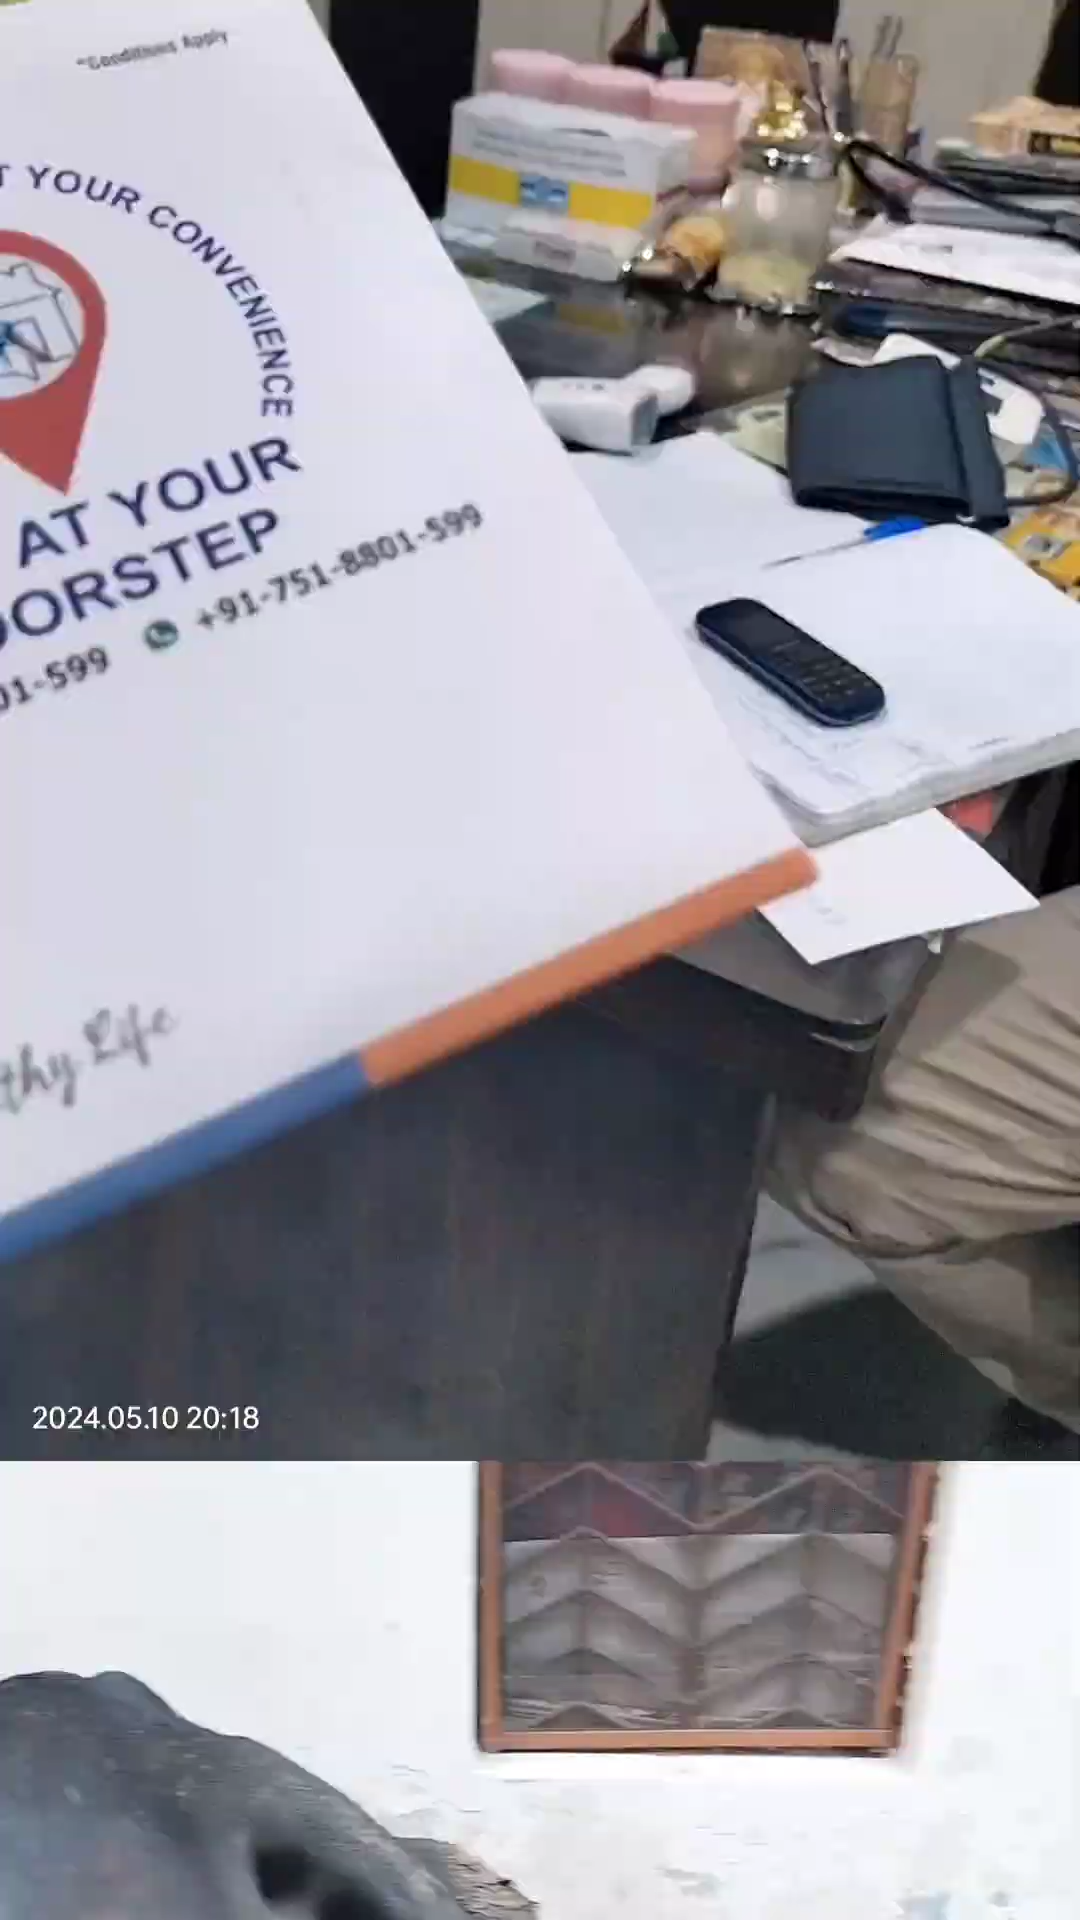 *Conditions Apply
T YOUR CONVENIENCE
AT YOUR
OORSTEP
01-599 +91-751-8801-599
thy Life
2024.05.10 20:18